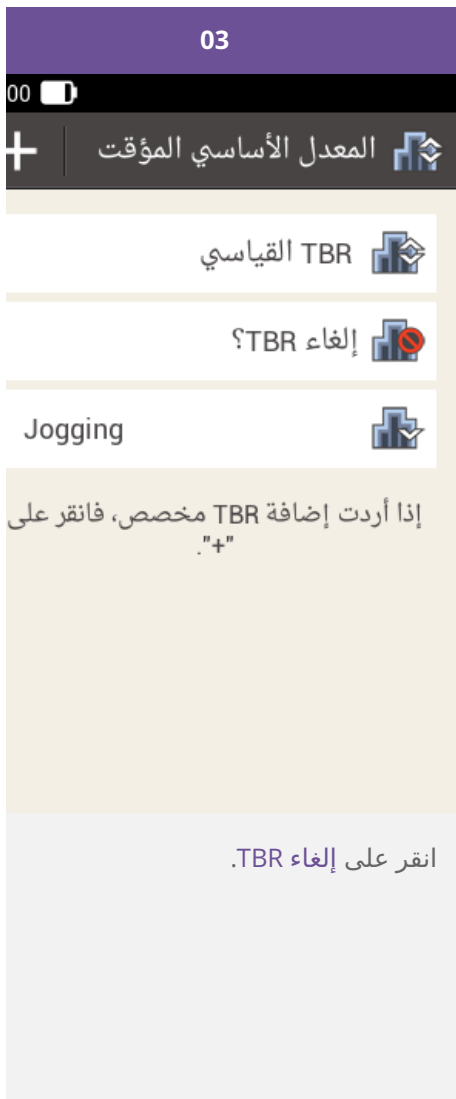 03
00
المعدل الأساسي المؤقت
TBR القياسي
إلغاء TBR؟
Jogging
إذا أردت إضافة TBR مخصص، فانقر على
"+".
انقر على إلغاء TBR.